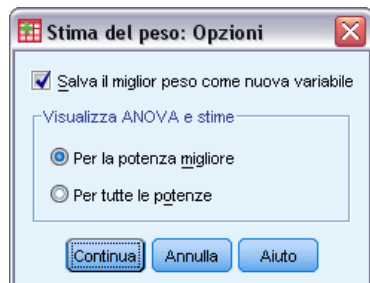 Stima del peso: Opzioni
Salva il miglior peso come nuova variabile
Visualizza ANOVA e stime
Per la potenza migliore
Per tutte le potenze
Continua Annulla Aiuto